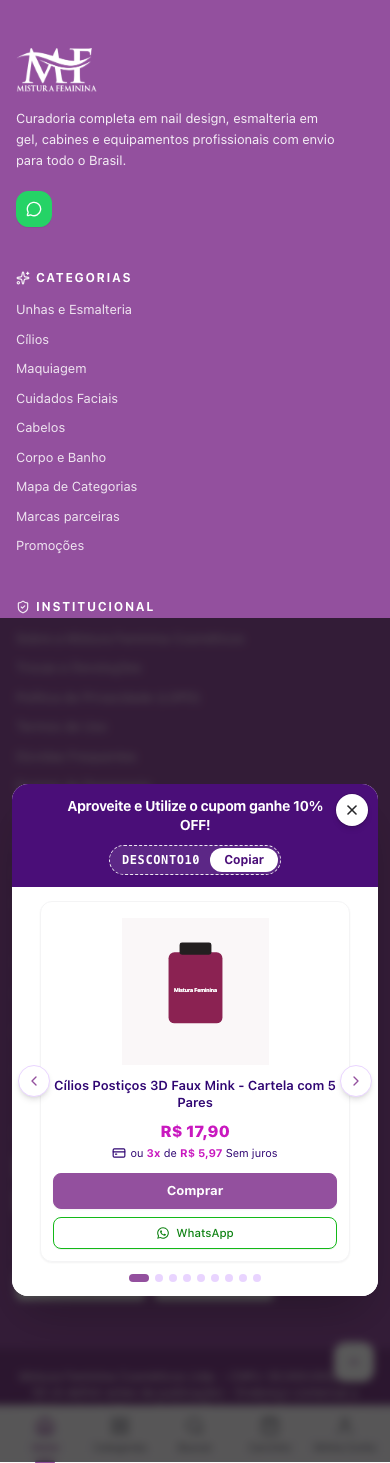 MF
MISTURA FEMININA
Curadoria completa em nail design, esmalteria em
gel, cabines e equipamentos profissionais com envio
para todo o Brasil.
CATEGORIAS
Unhas e Esmalteria
Cílios
Maquiagem
Cuidados Faciais
Cabelos
Corpo e Banho
Mapa de Categorias
Marcas parceiras
Promoções
INSTITUCIONAL
Aproveite e Utilize o cupom ganhe 10%
OFF!
DESCONTO10 Copiar
Mistura Feminina
Cílios Postiços 3D Faux Mink - Cartela com 5
Pares
R$ 17,90
ou 3x de R$ 5,97 Sem juros
Comprar
WhatsApp